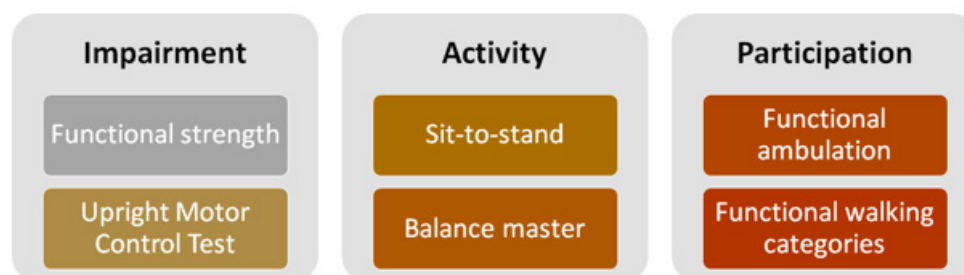 Impairment
Functional strength
Upright Motor
Control Test
Activity
Sit-to-stand
Balance master
Participation
Functional
ambulation
Functional walking
categories